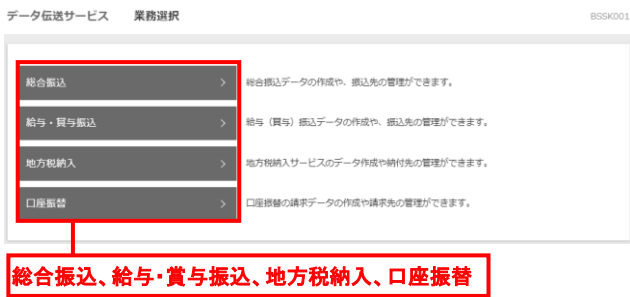 データ伝送サービス 業務選択 BSSK001
総合振込 > 総合振込データの作成や、振込先の管理ができます。
給与・賞与振込 > 給与（賞与）振込データの作成や、振込先の管理ができます。
地方税納入 > 地方税納入サービスのデータ作成や納付先の管理ができます。
口座振替 > 口座振替の請求データの作成や請求先の管理ができます。
総合振込、給与・賞与振込、地方税納入、口座振替